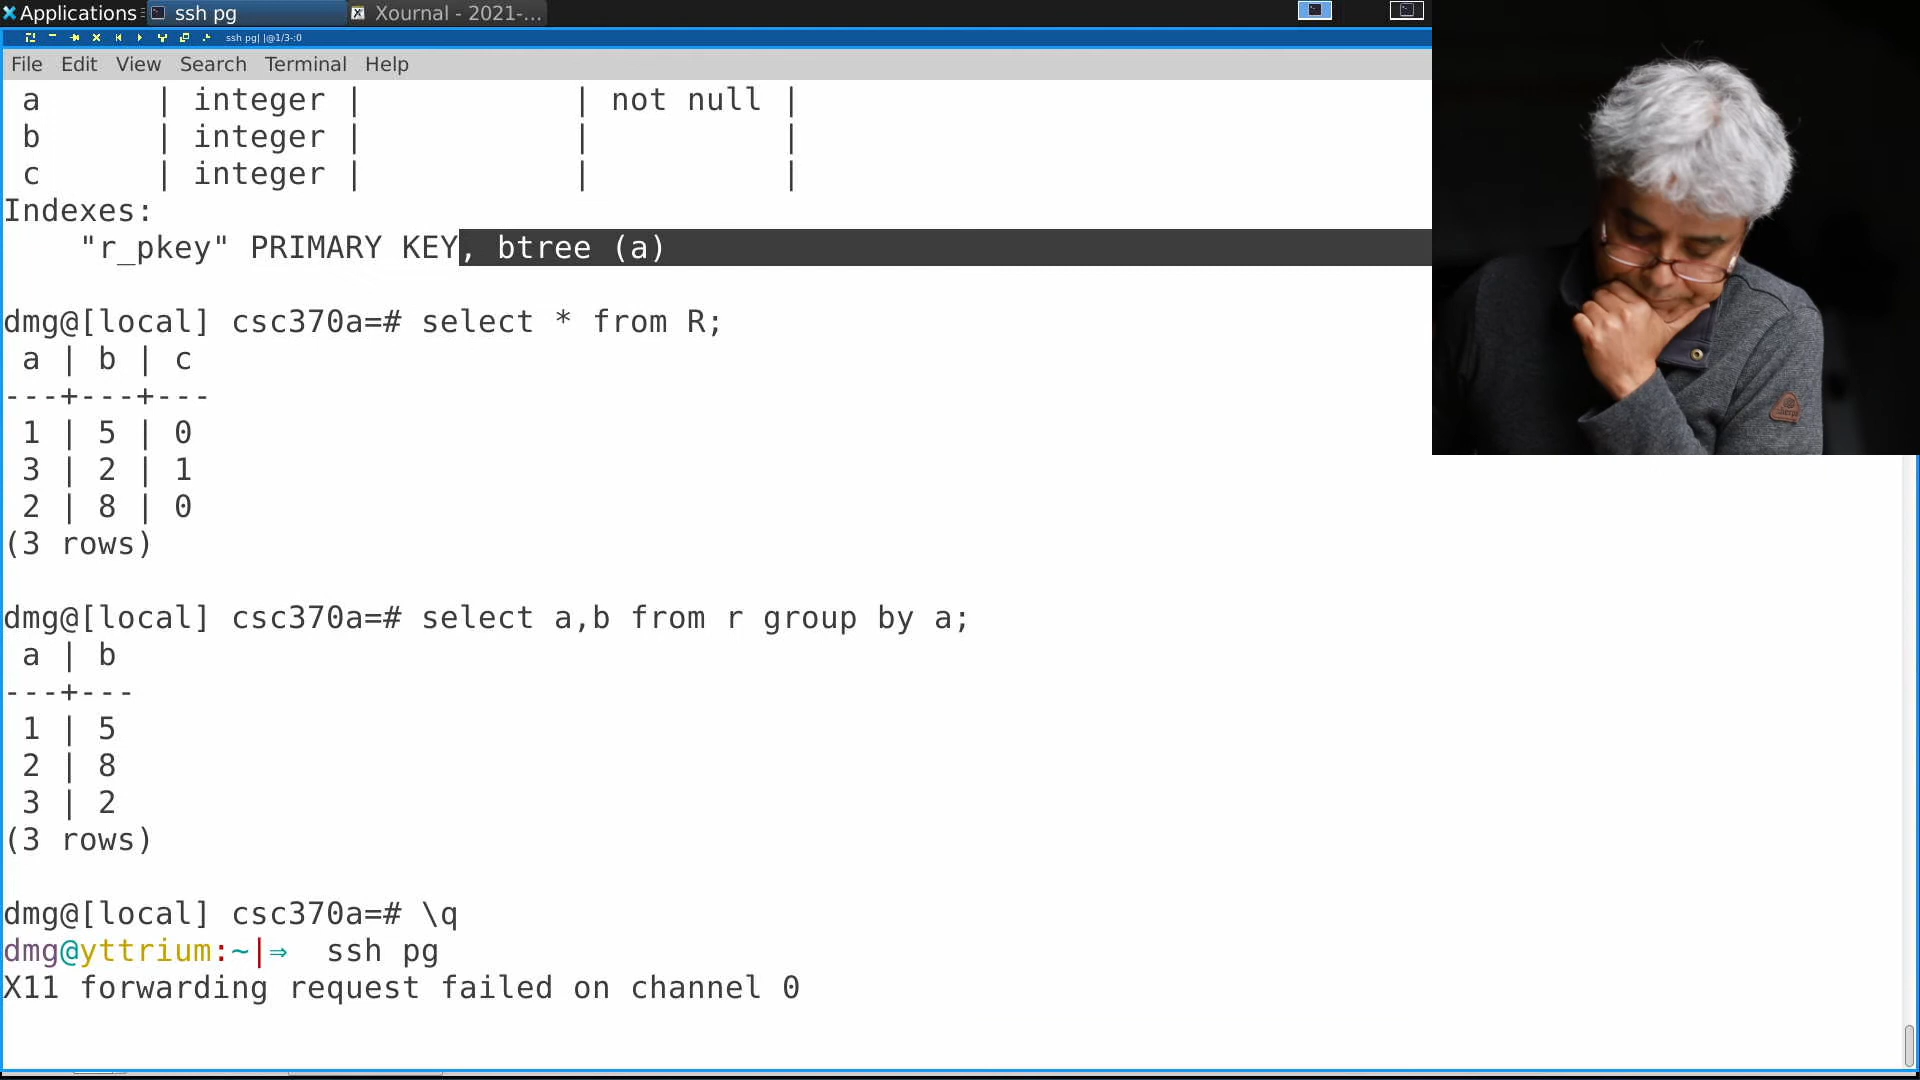 Applications ssh pg Xournal - 2021-...
ssh pg| |@1/3-:0
File Edit View Search Terminal Help
a | integer | | not null |
b | integer | | |
c | integer | | |
Indexes:
"r_pkey" PRIMARY KEY, btree (a)
dmg@[local] csc370a=# select * from R;
a | b | c
---+---+---
1 | 5 | 0
3 | 2 | 1
2 | 8 | 0
(3 rows)
dmg@[local] csc370a=# select a,b from r group by a;
a | b
---+---
1 | 5
2 | 8
3 | 2
(3 rows)
dmg@[local] csc370a=# \q
dmg@yttrium:~|⇒ ssh pg
X11 forwarding request failed on channel 0